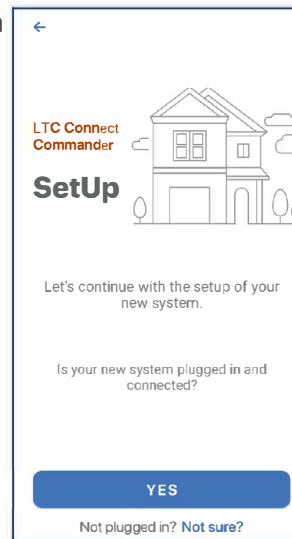 LTC Connect
Commander
SetUp
Let's continue with the setup of your
new system.
Is your new system plugged in and
connected?
YES
Not plugged in? Not sure?